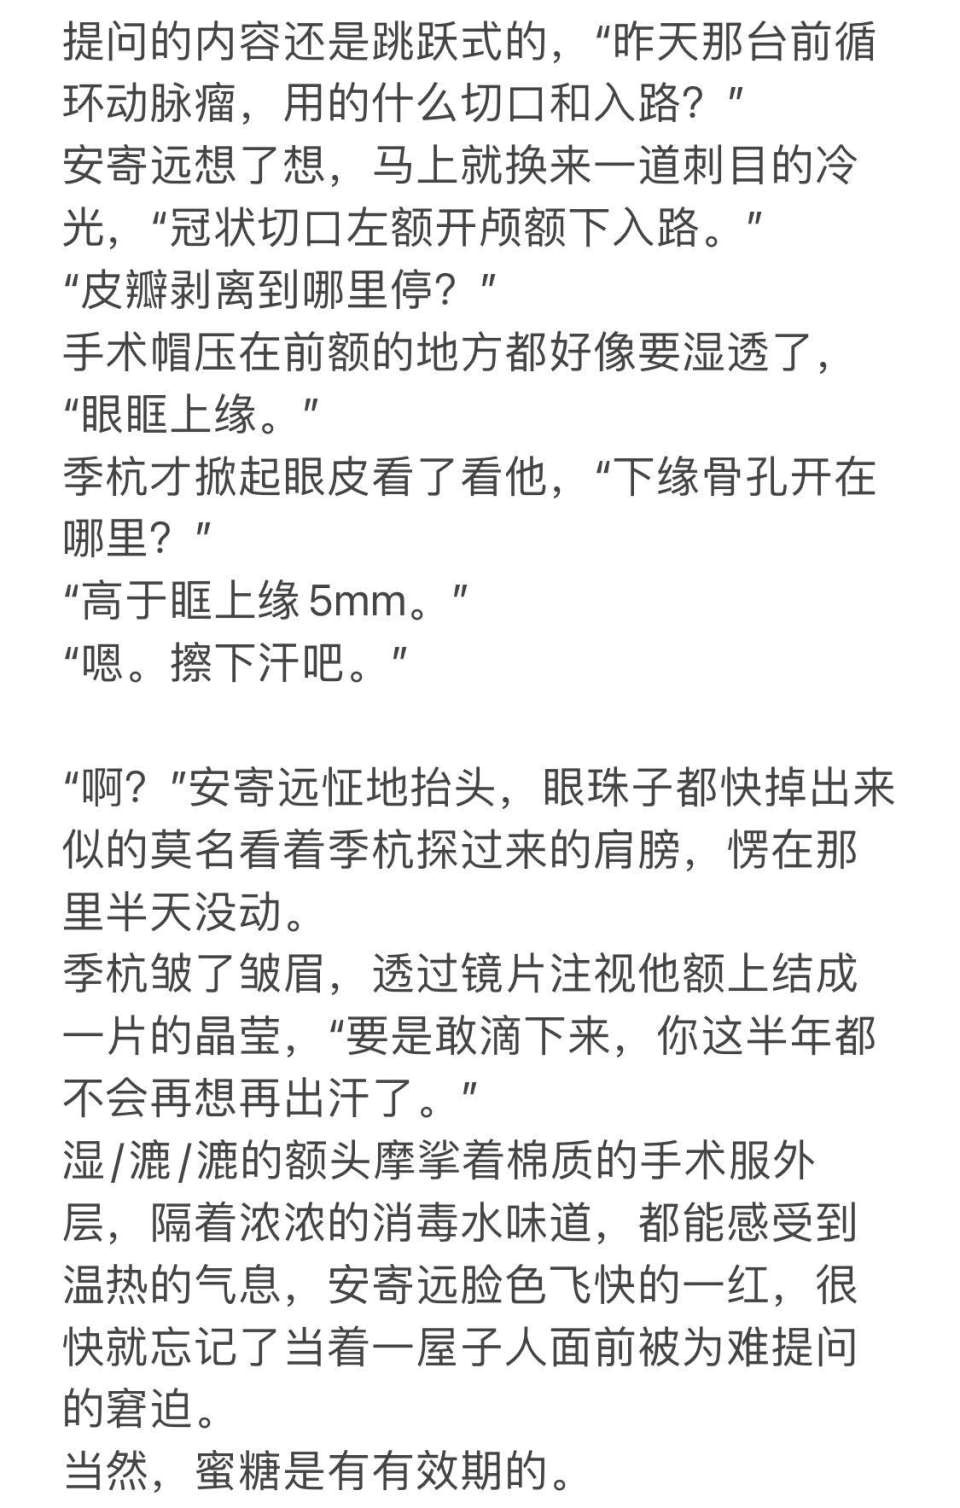 提问的内容还是跳跃式的，“昨天那台前循
环动脉瘤，用的什么切口和入路？”
安寄远想了想，马上就换来一道刺目的冷
光，“冠状切口左额开颅额下入路。”
“皮瓣剥离到哪里停？”
手术帽压在前额的地方都好像要湿透了，
“眼眶上缘。”
季杭才掀起眼皮看了看他，“下缘骨孔开在
哪里？”
“高于眶上缘5mm。”
“嗯。擦下汗吧。”
“啊？”安寄远怔地抬头，眼珠子都快掉出来
似的莫名看着季杭探过来的肩膀，愣在那
里半天没动。
季杭皱了皱眉，透过镜片注视他额上结成
一片的晶莹，“要是敢滴下来，你这半年都
不会再想再出汗了。”
湿/漉/漉的额头摩挲着棉质的手术服外
层，隔着浓浓的消毒水味道，都能感受到
温热的气息，安寄远脸色飞快的一红，很
快就忘记了当着一屋子人面前被为难提问
的窘迫。
当然，蜜糖是有有效期的。